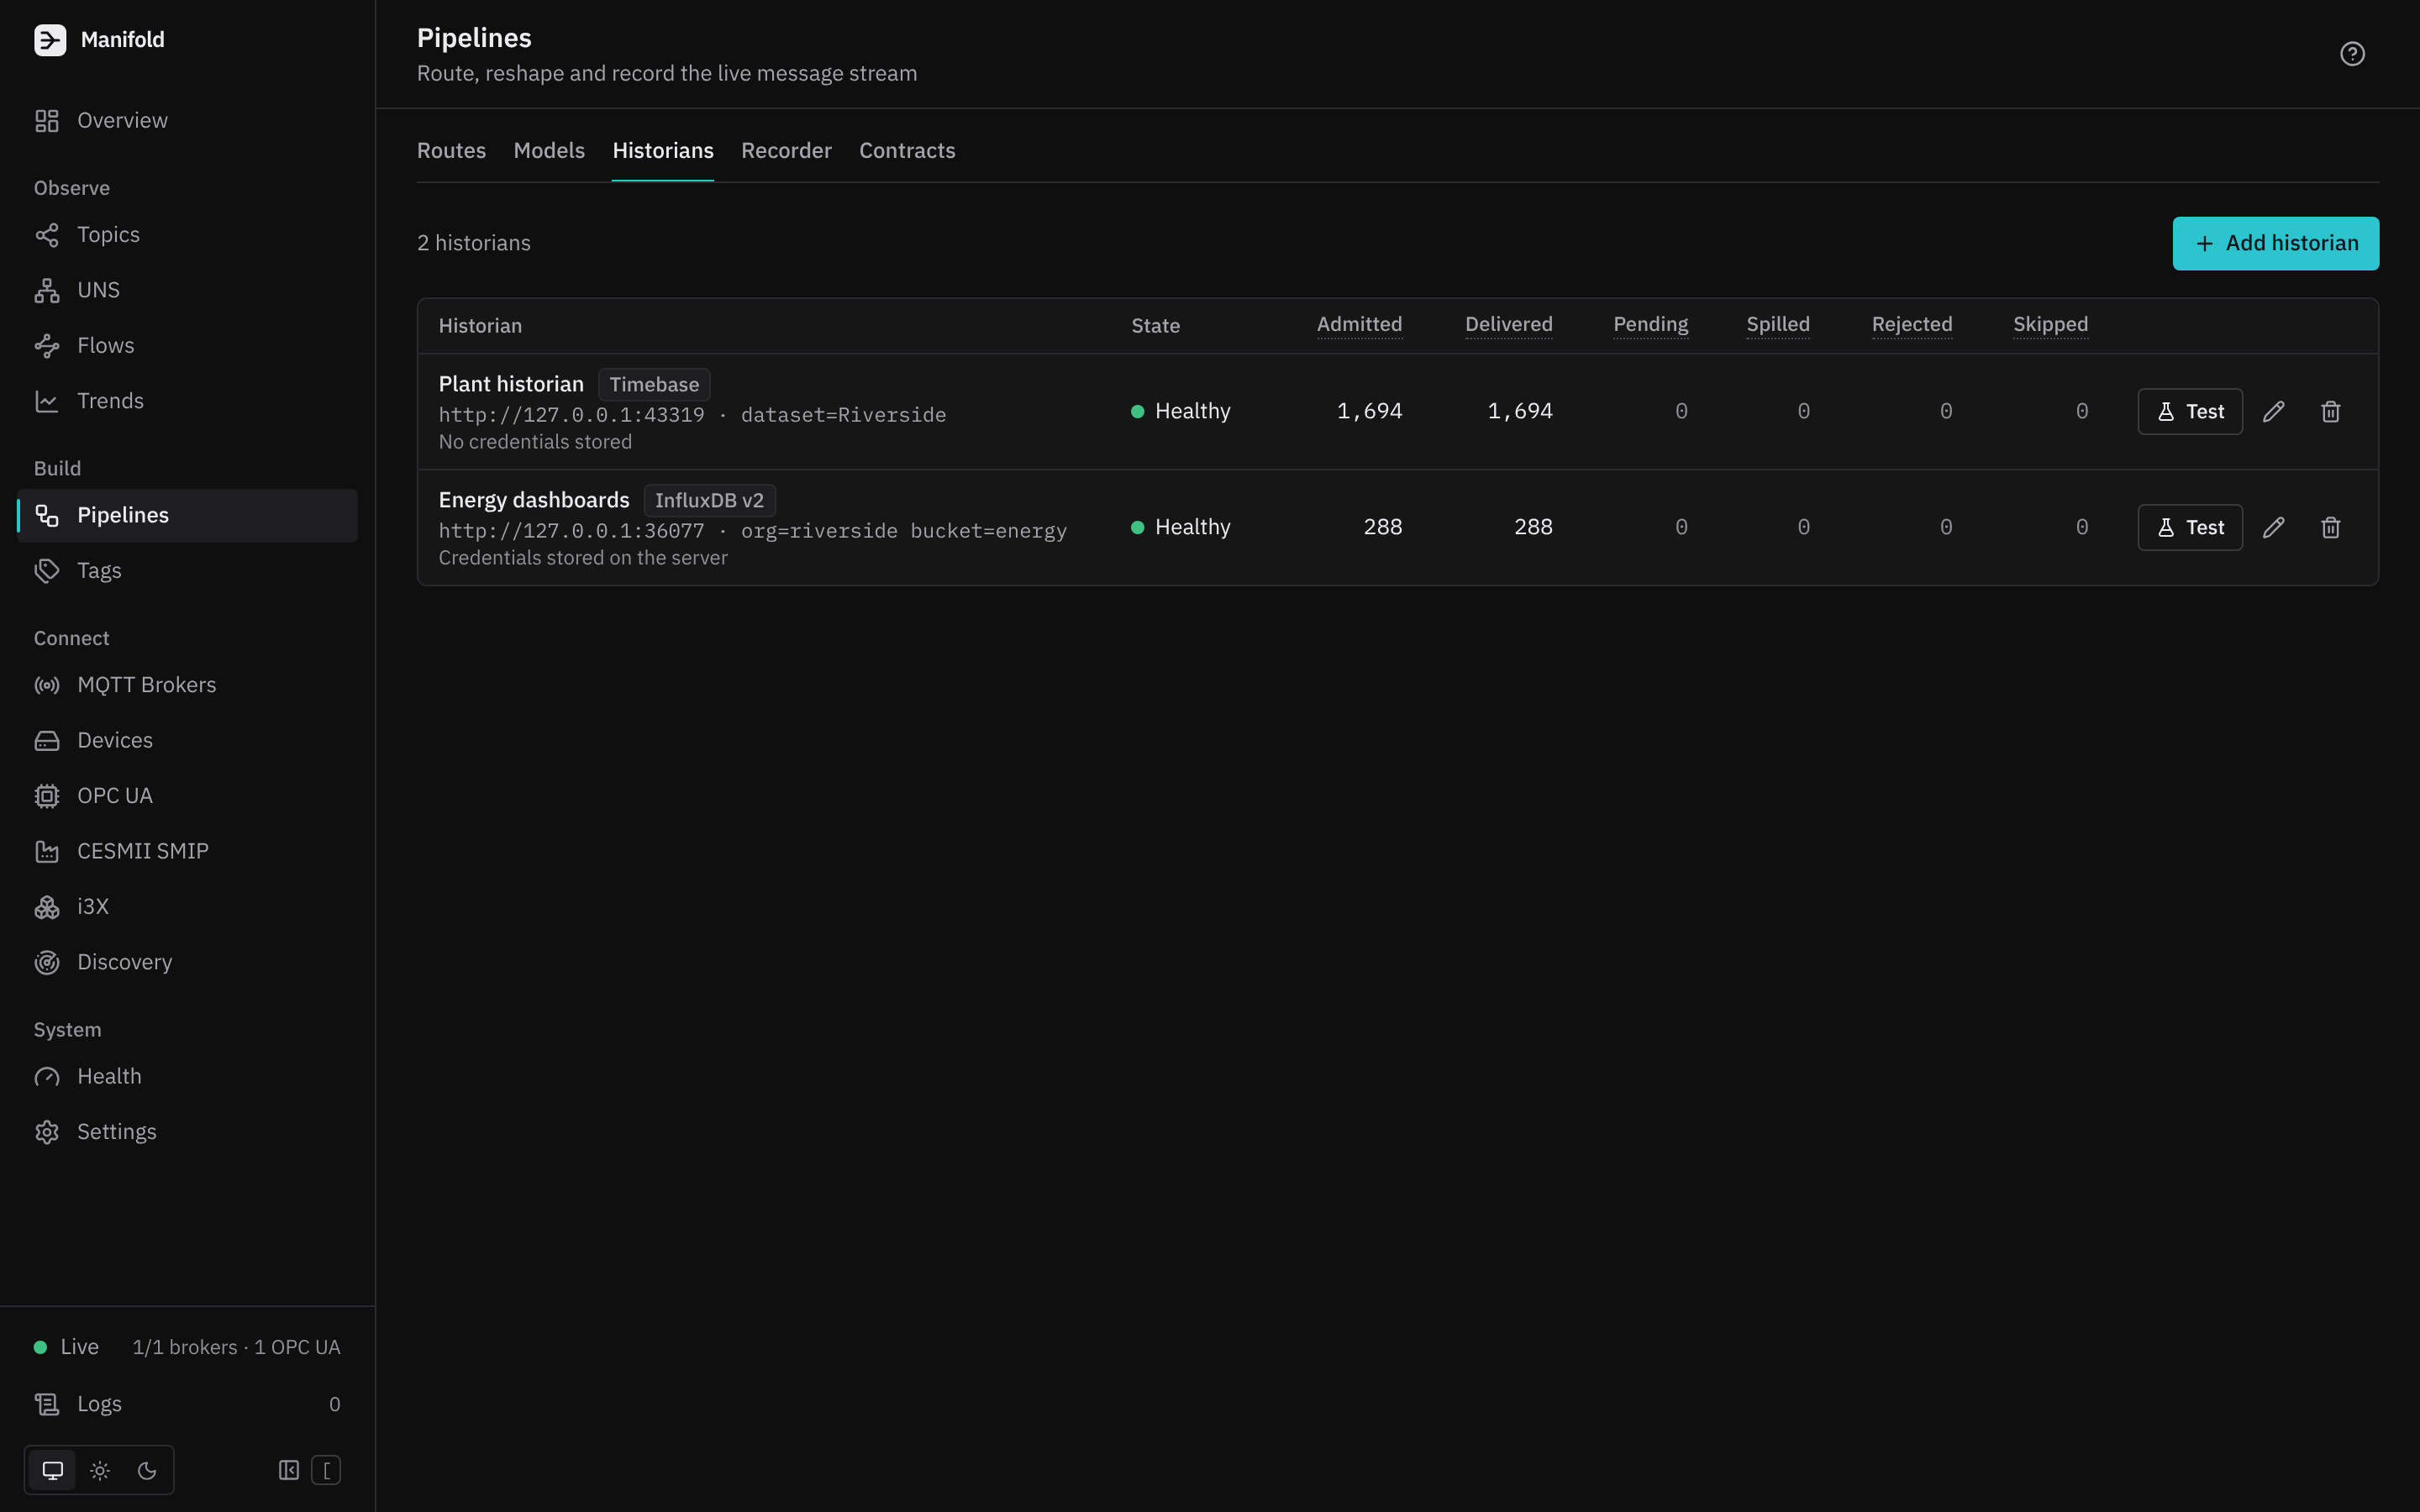 Manifold
Overview
Observe
Topics
UNS
Flows
Trends
Build
Pipelines
Tags
Connect
MQTT Brokers
Devices
OPC UA
CESMII SMIP
i3X
Discovery
System
Health
Settings
Live 1/1 brokers · 1 OPC UA
Logs 0
[
Pipelines
Route, reshape and record the live message stream
Routes Models Historians Recorder Contracts
2 historians
+ Add historian
Historian State Admitted Delivered Pending Spilled Rejected Skipped
Plant historian Timebase
http://127.0.0.1:43319 · dataset=Riverside
No credentials stored
Healthy 1,694 1,694 0 0 0 0 Test
Energy dashboards InfluxDB v2
http://127.0.0.1:36077 · org=riverside bucket=energy
Credentials stored on the server
Healthy 288 288 0 0 0 0 Test